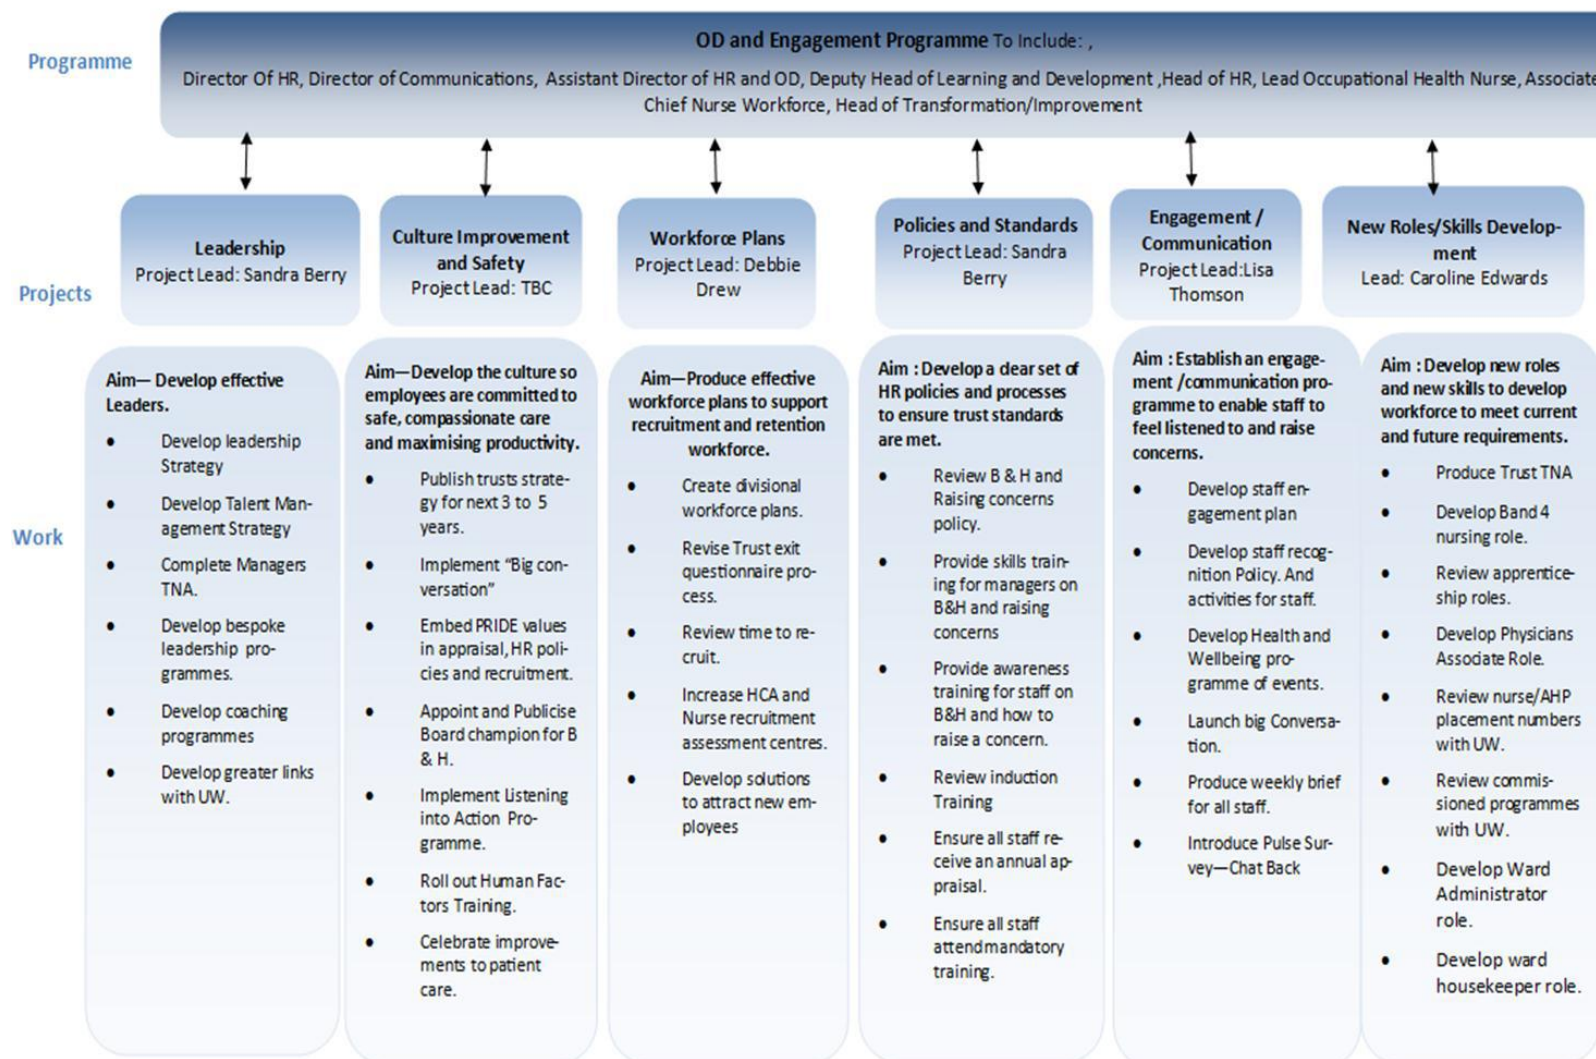 Programme
OD and Engagement Programme To Include: ,
Director Of HR, Director of Communications, Assistant Director of HR and OD, Deputy Head of Learning and Development ,Head of HR, Lead Occupational Health Nurse, Associate
Chief Nurse Workforce, Head of Transformation/Improvement
Projects
Leadership
Project Lead: Sandra Berry
Culture Improvement
and Safety
Project Lead: TBC
Workforce Plans
Project Lead: Debbie
Drew
Policies and Standards
Project Lead: Sandra
Berry
Engagement /
Communication
Project Lead:Lisa
Thomson
New Roles/Skills Develop-
ment
Lead: Caroline Edwards
Work
Aim— Develop effective
Leaders.
• Develop leadership
Strategy
• Develop Talent Man-
agement Strategy
• Complete Managers
TNA.
• Develop bespoke
leadership pro-
grammes.
• Develop coaching
programmes
• Develop greater links
with UW.
Aim—Develop the culture so
employees are committed to
safe, compassionate care
and maximising productivity.
• Publish trusts strate-
gy for next 3 to 5
years.
• Implement “Big con-
versation”
• Embed PRIDE values
in appraisal, HR poli-
cies and recruitment.
• Appoint and Publicise
Board champion for B
& H.
• Implement Listening
into Action Pro-
gramme.
• Roll out Human Fac-
tors Training.
• Celebrate improve-
ments to patient
care.
Aim—Produce effective
workforce plans to support
recruitment and retention
workforce.
• Create divisional
workforce plans.
• Revise Trust exit
questionnaire pro-
cess.
• Review time to re-
cruit.
• Increase HCA and
Nurse recruitment
assessment centres.
• Develop solutions
to attract new em-
ployees
Aim : Develop a clear set of
HR policies and processes
to ensure trust standards
are met.
• Review B & H and
Raising concerns
policy.
• Provide skills train-
ing for managers on
B&H and raising
concerns
• Provide awareness
training for staff on
B&H and how to
raise a concern.
• Review induction
Training
• Ensure all staff re-
ceive an annual ap-
praisal.
• Ensure all staff
attend mandatory
training.
Aim : Establish an engage-
ment /communication pro-
gramme to enable staff to
feel listened to and raise
concerns.
• Develop staff en-
gagement plan
• Develop staff recog-
nition Policy. And
activities for staff.
• Develop Health and
Wellbeing pro-
gramme of events.
• Launch big Conversa-
tion.
• Produce weekly brief
for all staff.
• Introduce Pulse Sur-
vey—Chat Back
Aim : Develop new roles
and new skills to develop
workforce to meet current
and future requirements.
• Produce Trust TNA
• Develop Band 4
nursing role.
• Review apprentice-
ship roles.
• Develop Physicians
Associate Role.
• Review nurse/AHP
placement numbers
with UW.
• Review commis-
sioned programmes
with UW.
• Develop Ward
Administrator
role.
• Develop ward
housekeeper role.